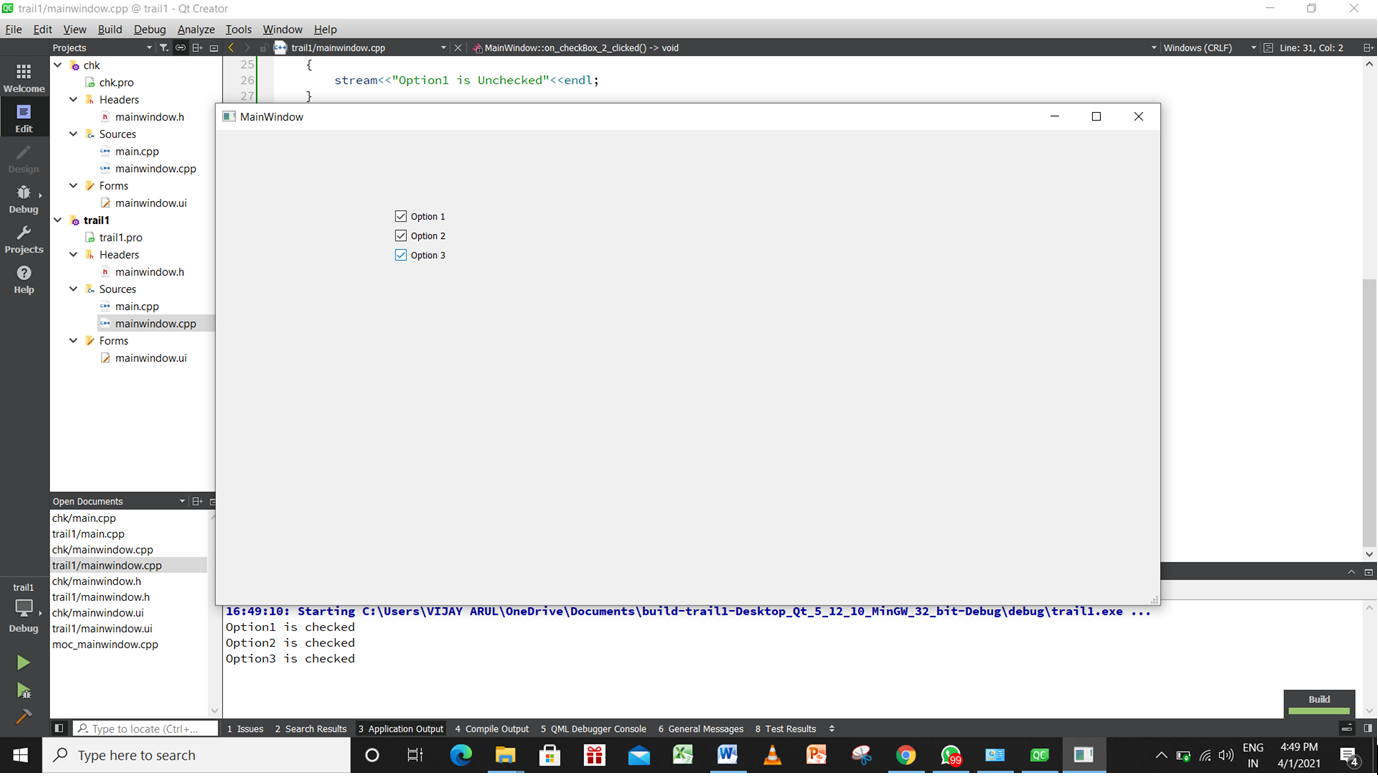 trail1/mainwindow.cpp @ trail1 - Qt Creator
File Edit View Build Debug Analyze Tools Window Help
Projects
trail1/mainwindow.cpp
MainWindow::on_checkBox_2_clicked() -> void
Windows (CRLF)
Line: 31, Col: 2
Welcome
Edit
Design
Debug
Projects
Help
chk
chk.pro
Headers
mainwindow.h
Sources
main.cpp
mainwindow.cpp
Forms
mainwindow.ui
trail1
trail1.pro
Headers
mainwindow.h
Sources
main.cpp
mainwindow.cpp
Forms
mainwindow.ui
25 {
26 stream<<"Option1 is Unchecked"<<endl;
27 }
MainWindow
Option 1
Option 2
Option 3
Open Documents
chk/main.cpp
trail1/main.cpp
chk/mainwindow.cpp
trail1/mainwindow.cpp
chk/mainwindow.h
trail1/mainwindow.h
chk/mainwindow.ui
trail1/mainwindow.ui
moc_mainwindow.cpp
trail1
Debug
16:49:10: Starting C:\Users\VIJAY ARUL\OneDrive\Documents\build-trail1-Desktop_Qt_5_12_10_MinGW_32_bit-Debug\debug\trail1.exe ...
Option1 is checked
Option2 is checked
Option3 is checked
Build
Type to locate (Ctrl+...
1 Issues 2 Search Results 3 Application Output 4 Compile Output 5 QML Debugger Console 6 General Messages 8 Test Results
Type here to search
99
ENG
IN
4:49 PM
4/1/2021
4